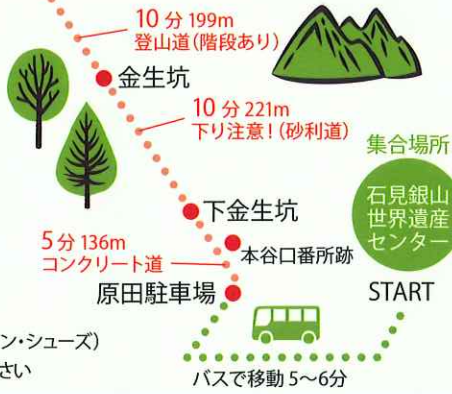 10分 199m
登山道(階段あり)
金生坑
10分 221m
下り注意!(砂利道)
集合場所
石見銀山
世界遺産
センター
START
下金生坑
本谷口番所跡
5分 136m
コンクリート道
原田駐車場
ン・シューズ)
さい
バスで移動 5〜6分